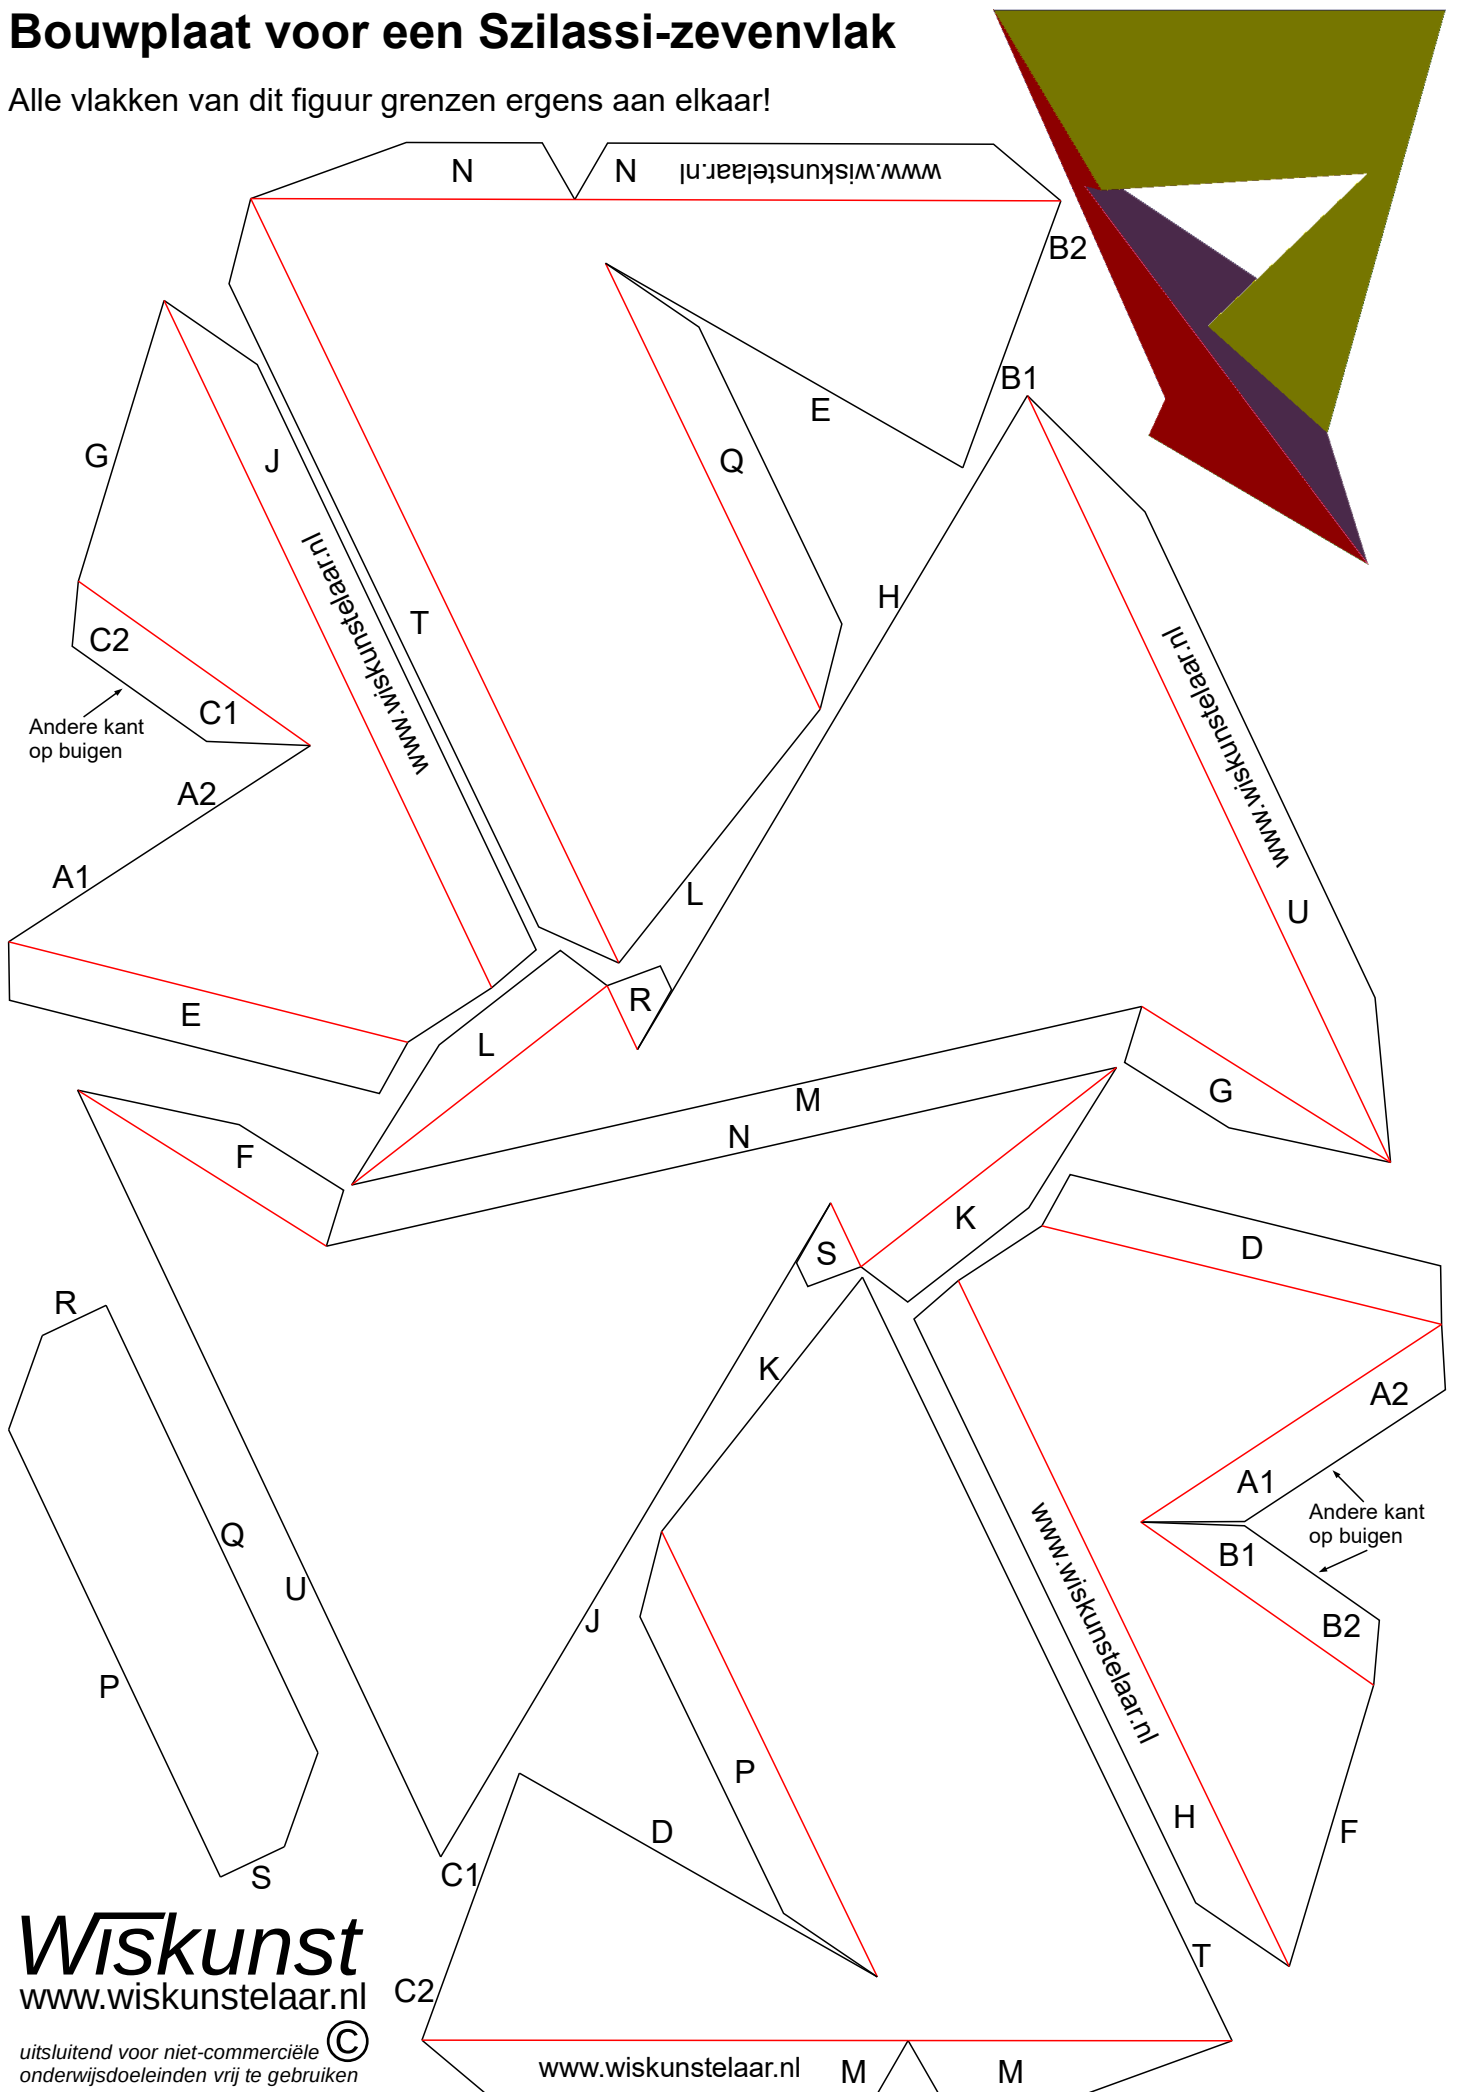 Bouwplaat voor een Szilassi-zevenvlak
Alle vlakken van dit figuur grenzen ergens aan elkaar!
N
N
www.wiskunstelaar.nl
B2
B1
E
Q
G
J
www.wiskunstelaar.nl
T
H
C2
C1
Andere kant
op buigen
A2
A1
www.wiskunstelaar.nl
U
L
R
E
L
M
N
G
F
K
S
D
R
K
A2
A1
Andere kant
op buigen
B1
B2
www.wiskunstelaar.nl
Q
U
J
P
P
H
F
D
S
C1
T
C2
Wiskunst
www.wiskunstelaar.nl
©
uitsluitend voor niet-commerciële
onderwijsdoeleinden vrij te gebruiken
www.wiskunstelaar.nl
M
M